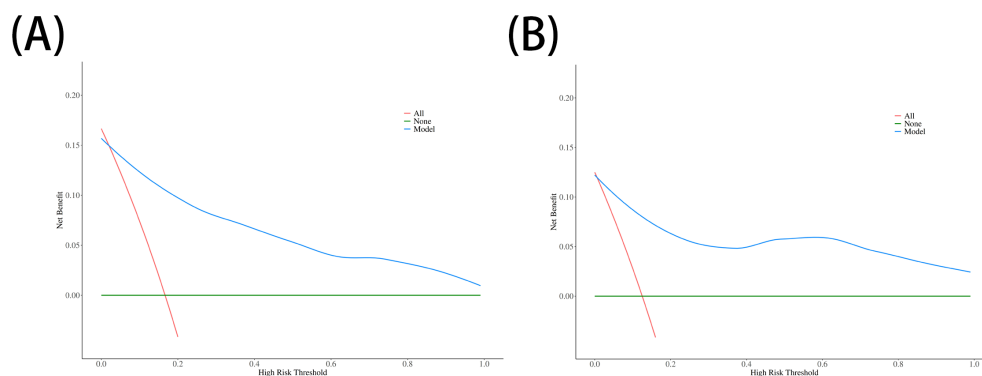 (A)
Net Benefit
0.20
0.15
0.10
0.05
0.00
All
None
Model
0.0 0.2 0.4 0.6 0.8 1.0
High Risk Threshold
(B)
Net Benefit
0.20
0.15
0.10
0.05
0.00
All
None
Model
0.0 0.2 0.4 0.6 0.8 1.0
High Risk Threshold